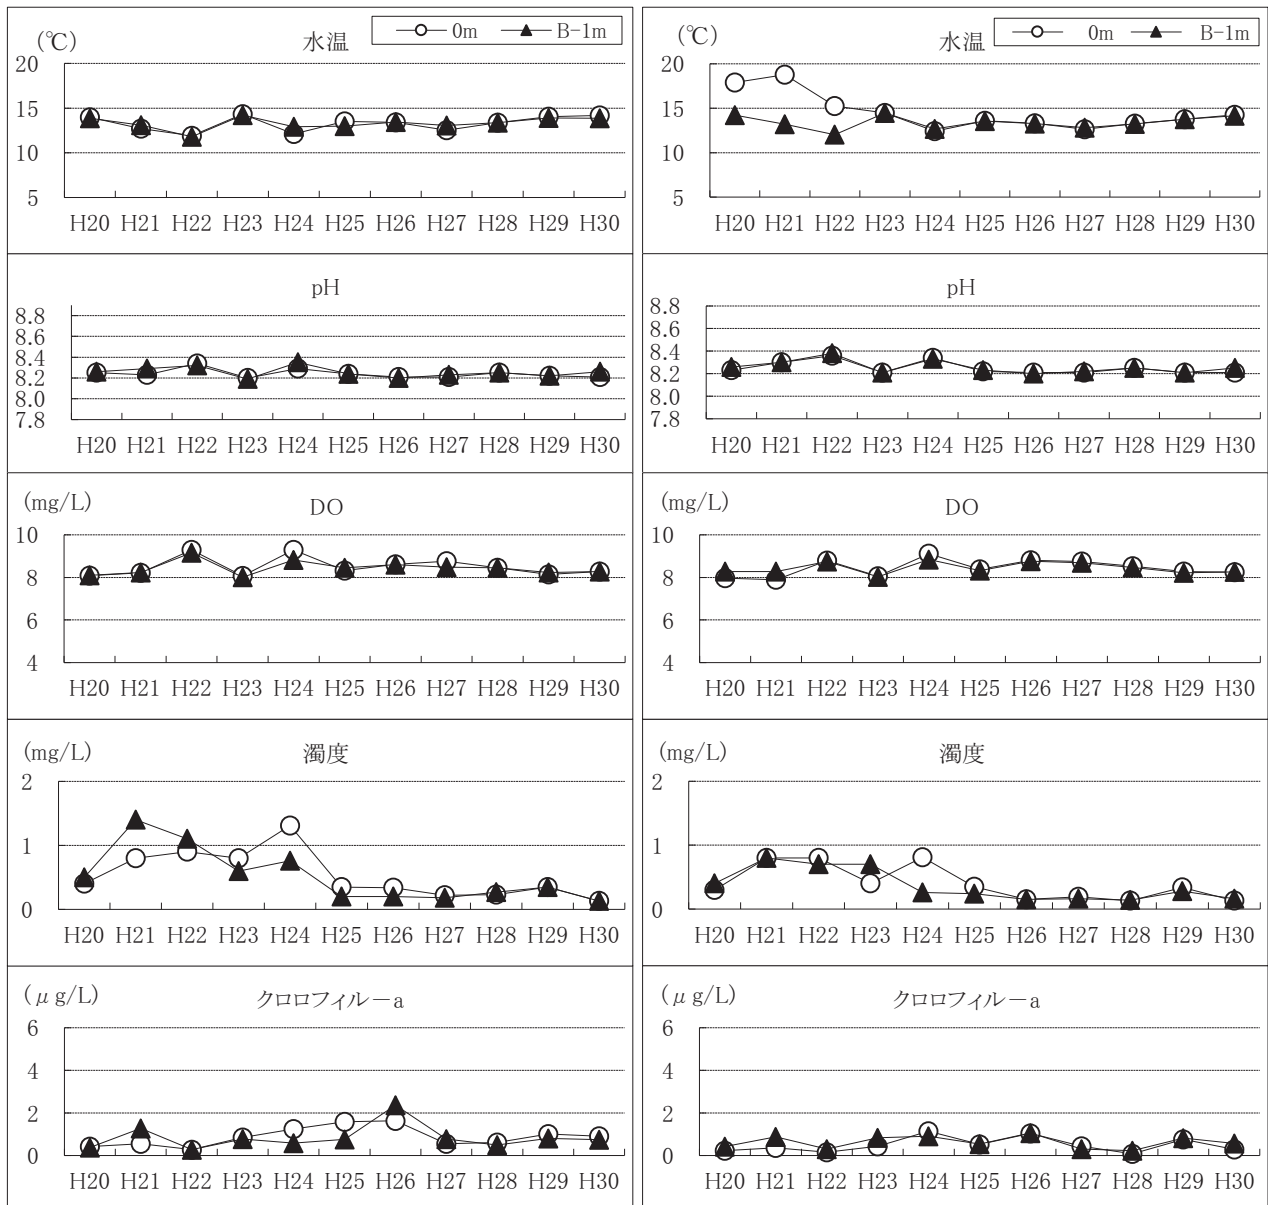 (℃) 水温 0m B-1m
20
15
10
5
H20 H21 H22 H23 H24 H25 H26 H27 H28 H29 H30
pH
8.8
8.6
8.4
8.2
8.0
7.8
H20 H21 H22 H23 H24 H25 H26 H27 H28 H29 H30
(mg/L) DO
10
8
6
4
H20 H21 H22 H23 H24 H25 H26 H27 H28 H29 H30
(mg/L) 濁度
2
1
0
H20 H21 H22 H23 H24 H25 H26 H27 H28 H29 H30
(μg/L) クロロフィル－a
6
4
2
0
H20 H21 H22 H23 H24 H25 H26 H27 H28 H29 H30
(℃) 水温 0m B-1m
20
15
10
5
H20 H21 H22 H23 H24 H25 H26 H27 H28 H29 H30
pH
8.8
8.6
8.4
8.2
8.0
7.8
H20 H21 H22 H23 H24 H25 H26 H27 H28 H29 H30
(mg/L) DO
10
8
6
4
H20 H21 H22 H23 H24 H25 H26 H27 H28 H29 H30
(mg/L) 濁度
2
1
0
H20 H21 H22 H23 H24 H25 H26 H27 H28 H29 H30
(μg/L) クロロフィル－a
6
4
2
0
H20 H21 H22 H23 H24 H25 H26 H27 H28 H29 H30